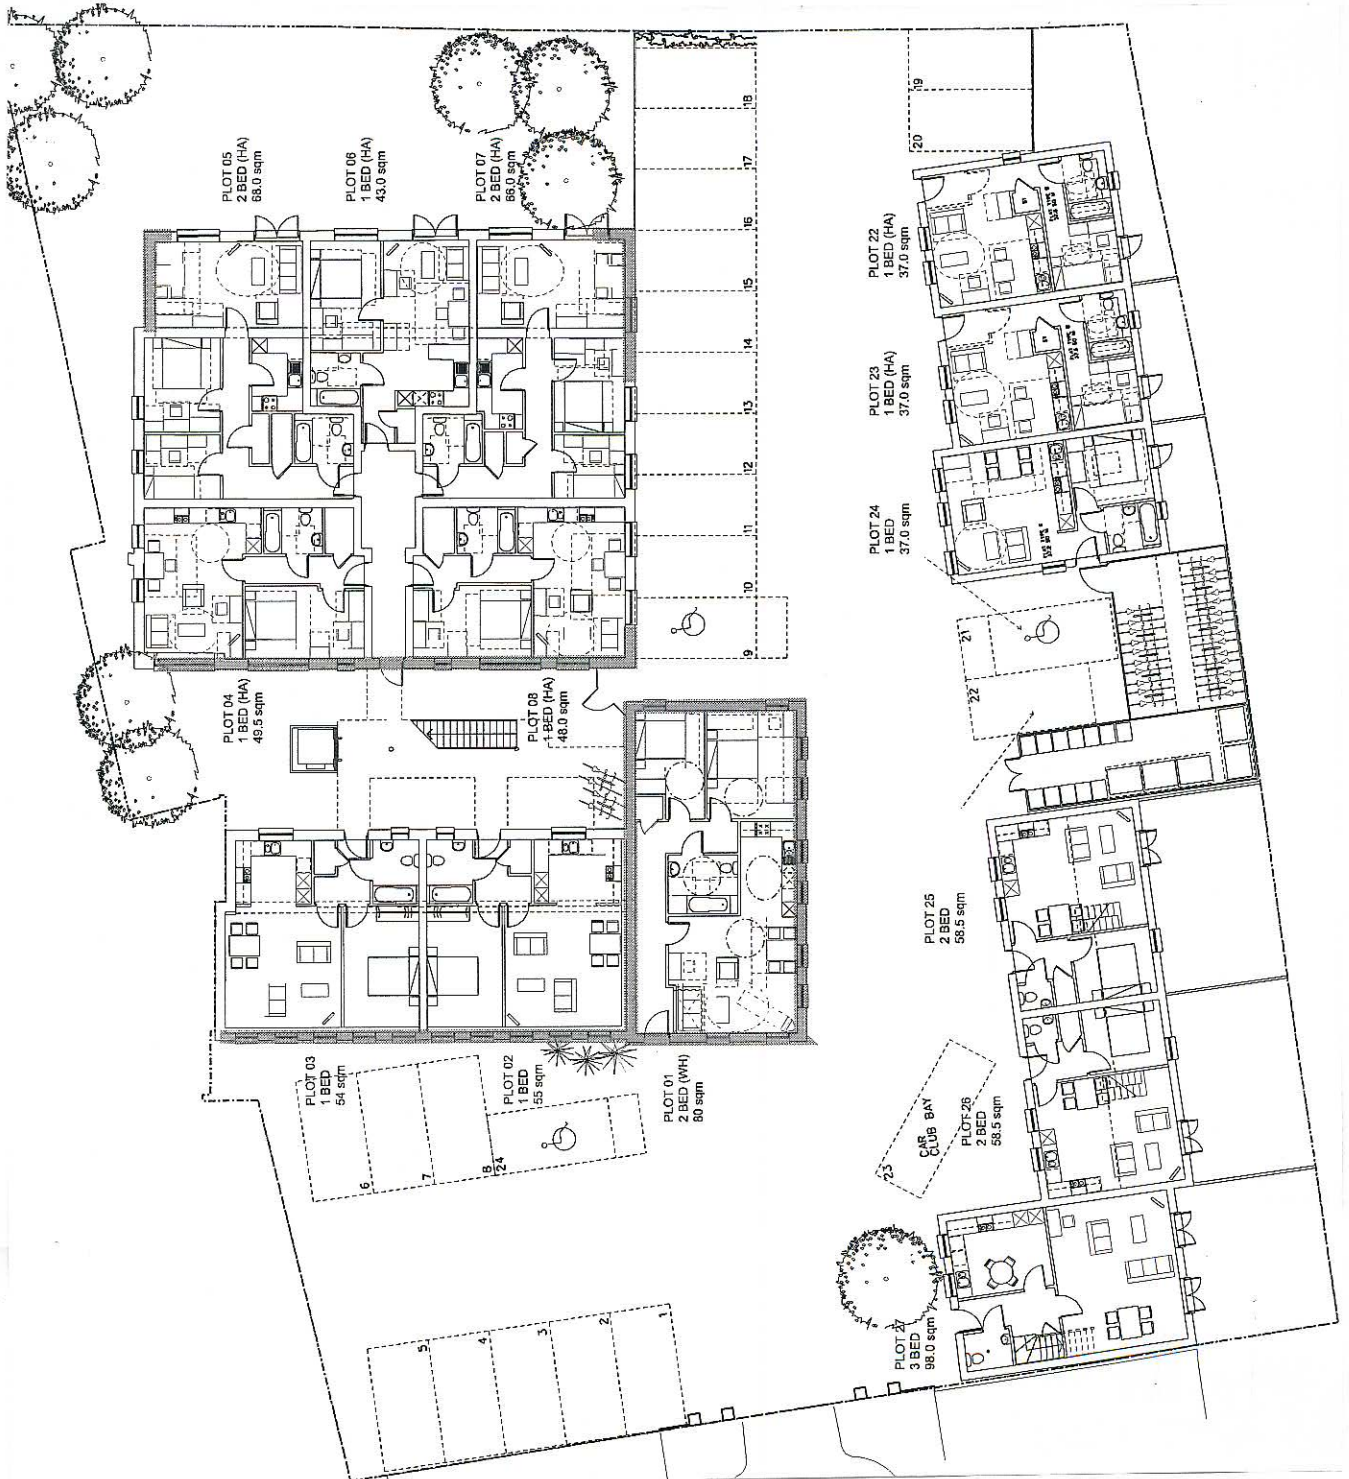 PLOT 05
2 BED (HA)
68.0 sqm
PLOT 06
1 BED (HA)
43.0 sqm
PLOT 07
2 BED (HA)
66.0 sqm
18
17
16
15
14
13
12
11
10
9
19
20
PLOT 22
1 BED (HA)
37.0 sqm
PLOT 23
1 BED (HA)
37.0 sqm
PLOT 24
1 BED
37.0 sqm
21
22
PLOT 04
1 BED (HA)
49.5 sqm
PLOT 08
1 BED (HA)
48.0 sqm
PLOT 25
2 BED
58.5 sqm
PLOT 03
1 BED
54 sqm
PLOT 02
1 BED
55 sqm
PLOT 01
2 BED (WH)
80 sqm
6
7
8
24
23
CAR
CLUB BAY
PLOT 26
2 BED
58.5 sqm
PLOT 27
3 BED
98.0 sqm
5
4
3
2
1